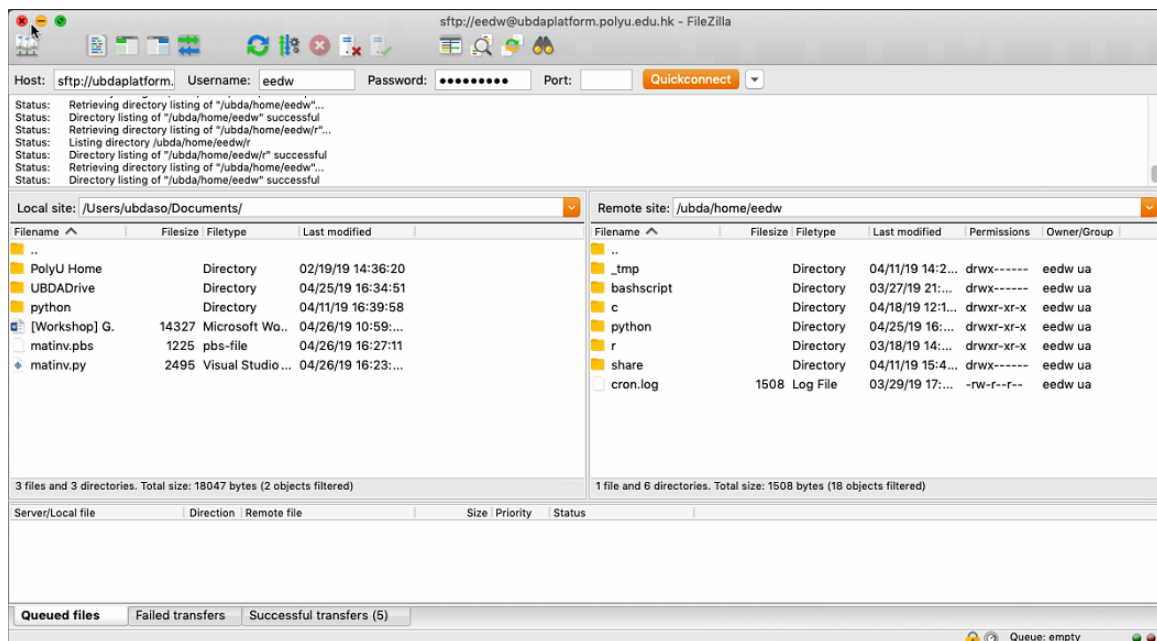 sftp://eedw@ubdaplatform.polyu.edu.hk - FileZilla
Host: sftp://ubdaplatform. Username: eedw Password: ●●●●●●●●● Port: Quickconnect
Status: Retrieving directory listing of "/ubda/home/eedw"...
Status: Directory listing of "/ubda/home/eedw" successful
Status: Retrieving directory listing of "/ubda/home/eedw/r"...
Status: Listing directory /ubda/home/eedw/r
Status: Directory listing of "/ubda/home/eedw/r" successful
Status: Retrieving directory listing of "/ubda/home/eedw"...
Status: Directory listing of "/ubda/home/eedw" successful
Local site: /Users/ubdaso/Documents/
Filename Filesize Filetype Last modified
..
PolyU Home Directory 02/19/19 14:36:20
UBDADrive Directory 04/25/19 16:34:51
python Directory 04/11/19 16:39:58
[Workshop] G. 14327 Microsoft Wo... 04/26/19 10:59:...
matinv.pbs 1225 pbs-file 04/26/19 16:27:11
matinv.py 2495 Visual Studio ... 04/26/19 16:23:...
3 files and 3 directories. Total size: 18047 bytes (2 objects filtered)
Remote site: /ubda/home/eedw
Filename Filesize Filetype Last modified Permissions Owner/Group
..
_tmp Directory 04/11/19 14:2... drwx------ eedw ua
bashscript Directory 03/27/19 21:... drwx------ eedw ua
c Directory 04/18/19 12:1... drwxr-xr-x eedw ua
python Directory 04/25/19 16:... drwxr-xr-x eedw ua
r Directory 03/18/19 14:... drwxr-xr-x eedw ua
share Directory 04/11/19 15:4... drwx------ eedw ua
cron.log 1508 Log File 03/29/19 17:... -rw-r--r-- eedw ua
1 file and 6 directories. Total size: 1508 bytes (18 objects filtered)
Server/Local file Direction Remote file Size Priority Status
Queued files Failed transfers Successful transfers (5)
Queue: empty